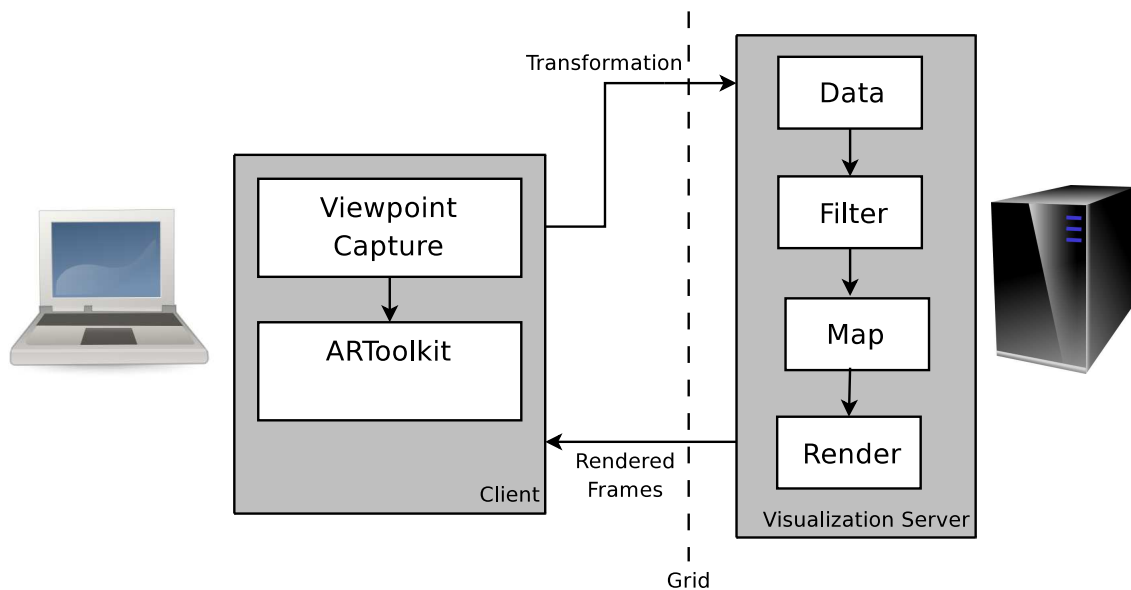 Transformation
Viewpoint
Capture
ARToolkit
Client
Rendered
Frames
Grid
Data
Filter
Map
Render
Visualization Server